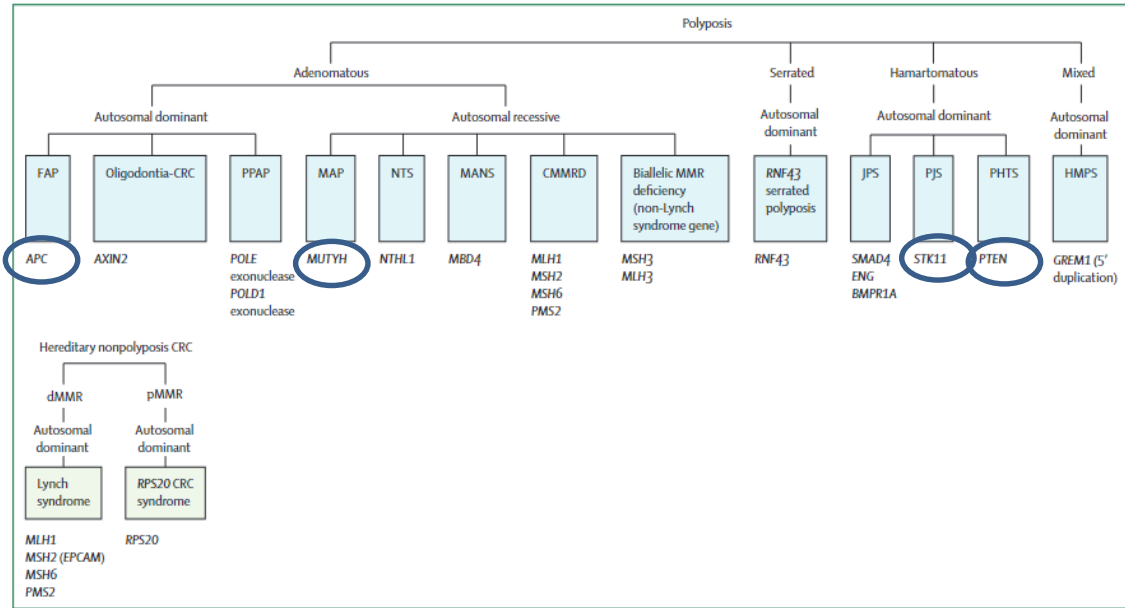 Polyposis
Adenomatous
Serrated
Hamartomatous
Mixed
Autosomal dominant
Autosomal recessive
Autosomal
dominant
Autosomal dominant
Autosomal
dominant
FAP
Oligodontia-CRC
PPAP
MAP
NTS
MANS
CMMRD
Biallelic MMR
deficiency
(non-Lynch
syndrome gene)
RNF43
serrated
polyposis
JPS
PJS
PHTS
HMPS
APC
AXIN2
POLE
exonuclease
POLD1
exonuclease
MUTYH
NTHL1
MBD4
MLH1
MSH2
MSH6
PMS2
MSH3
MLH3
RNF43
SMAD4
ENG
BMPR1A
STK11
PTEN
GREM1 (5′
duplication)
Hereditary nonpolyposis CRC
dMMR
pMMR
Autosomal
dominant
Autosomal
dominant
Lynch
syndrome
RPS20 CRC
syndrome
MLH1
MSH2 (EPCAM)
MSH6
PMS2
RPS20